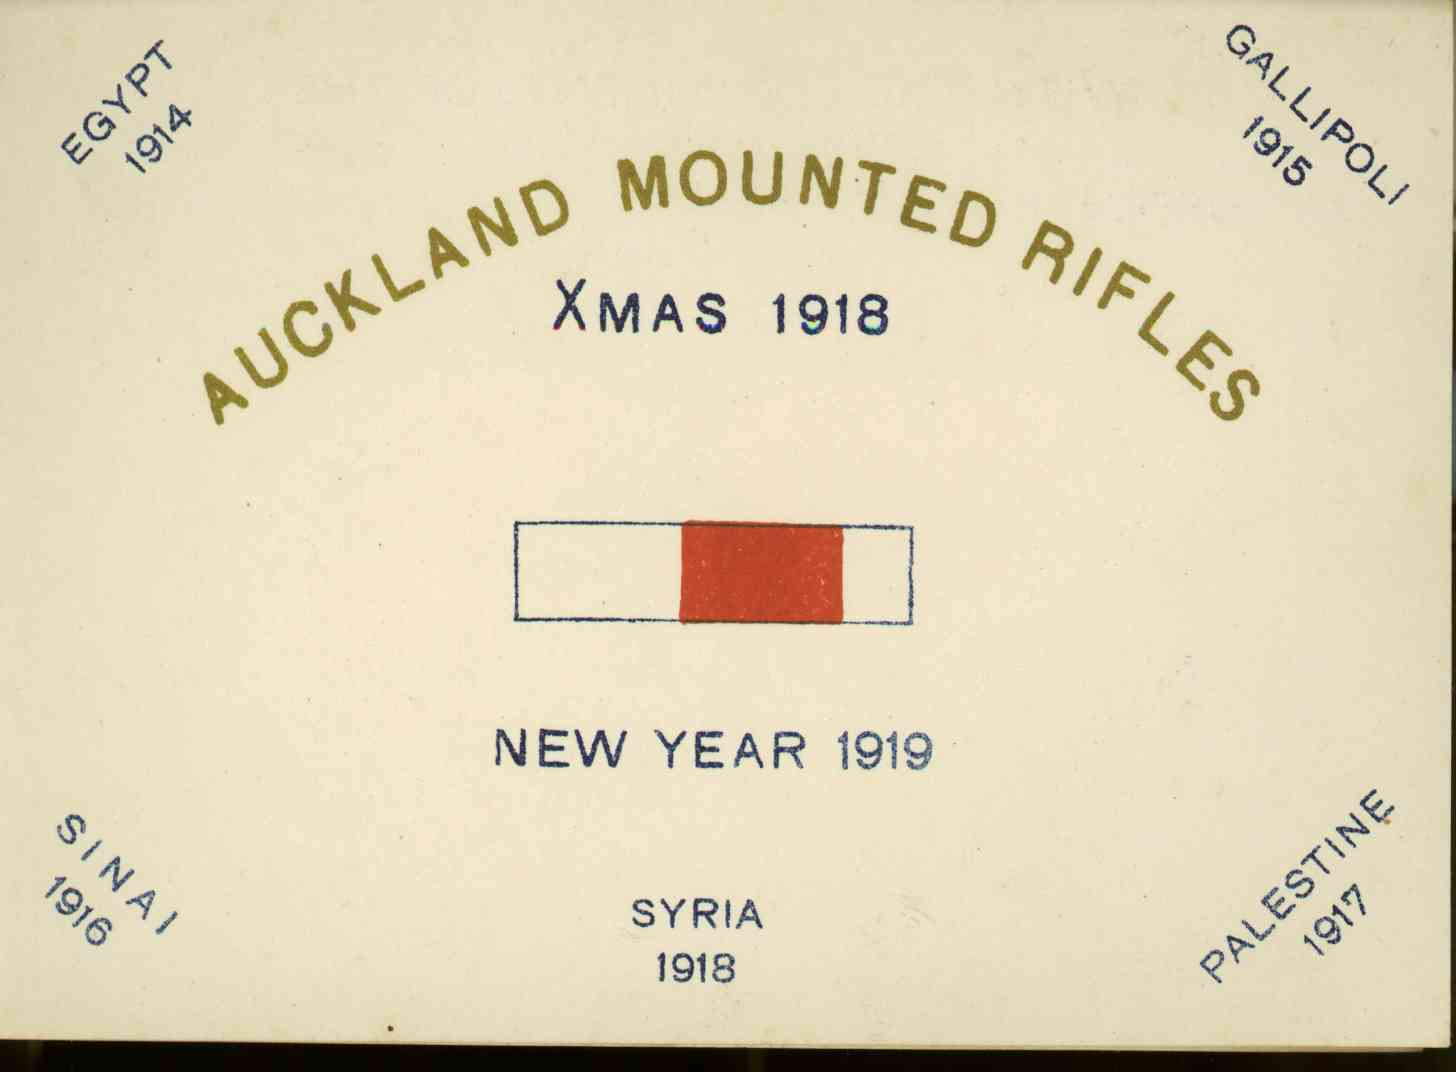 EGYPT
1914
GALLIPOLI
1915
AUCKLAND MOUNTED RIFLES
XMAS 1918
NEW YEAR 1919
SINAI
1916
SYRIA
1918
PALESTINE
1917